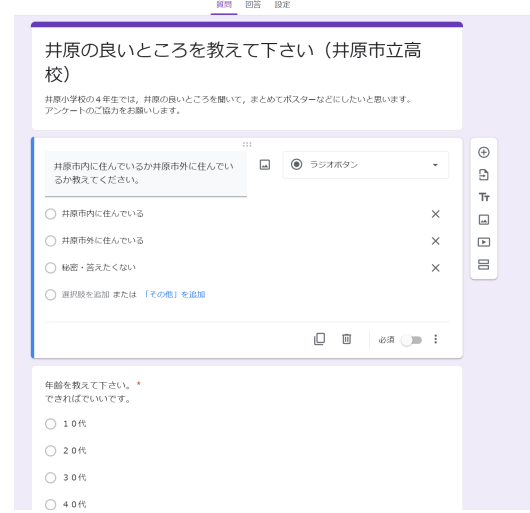 質問 回答 設定
井原の良いところを教えて下さい（井原市立高
校）
井原小学校の４年生では，井原の良いところを聞いて，まとめてポスターなどにしたいと思います。
アンケートのご協力をお願いします。
井原市内に住んでいるか井原市外に住んでい
るか教えてください。
ラジオボタン
井原市内に住んでいる
井原市外に住んでいる
秘密・答えたくない
選択肢を追加 または 「その他」を追加
必須
Tт
年齢を教えて下さい。 *
できればでいいです。
１０代
２０代
３０代
４０代